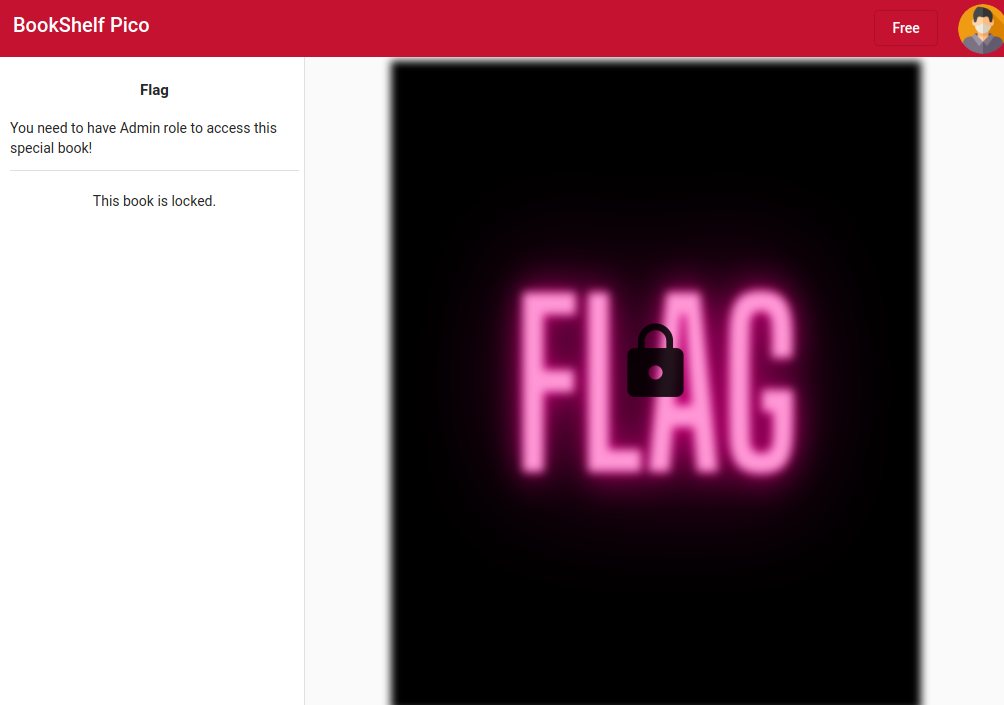 BookShelf Pico
Free
Flag
You need to have Admin role to access this
special book!
This book is locked.
FLAG